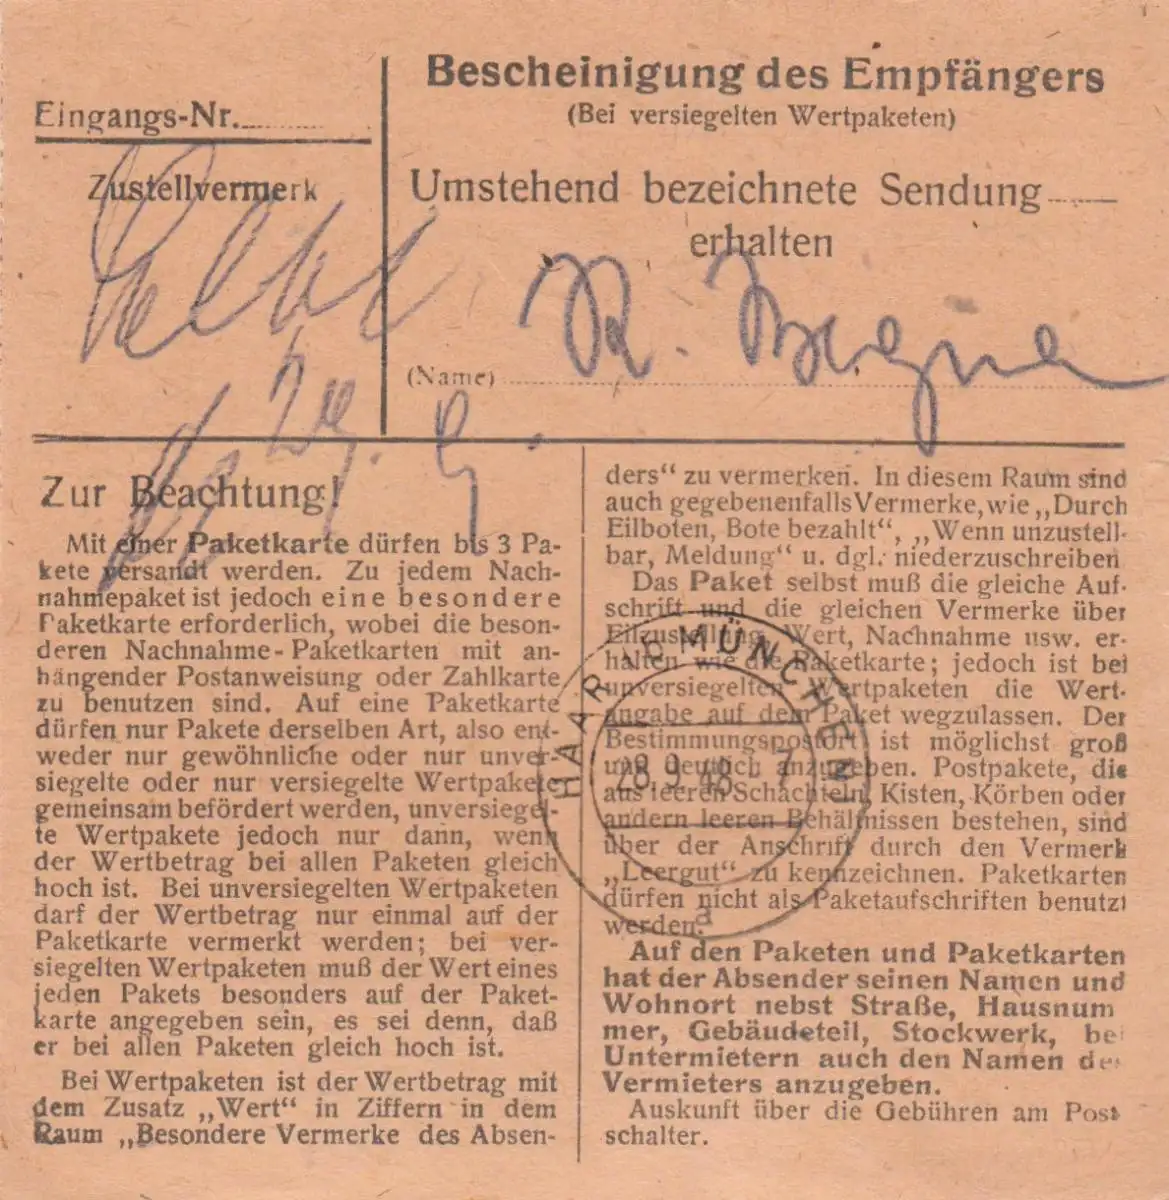 Eingangs-Nr.
Zustellvermerk
Bescheinigung des Empfängers
(Bei versiegelten Wertpaketen)
Umstehend bezeichnete Sendung
erhalten
(Name)
R.
Zur Beachtung!
Mit einer Paketkarte dürfen bis 3 Pa-
kete versandt werden. Zu jedem Nach-
nahmepaket ist jedoch eine besondere
Paketkarte erforderlich, wobei die beson-
deren Nachnahme-Paketkarten mit an-
hängender Postanweisung oder Zahlkarte
zu benutzen sind. Auf eine Paketkarte
dürfen nur Pakete derselben Art, also ent-
weder nur gewöhnliche oder nur unver-
siegelte oder nur versiegelte Wertpakete
gemeinsam befördert werden, unversiegel-
te Wertpakete jedoch nur dann, wenn
der Wertbetrag bei allen Paketen gleich
hoch ist. Bei unversiegelten Wertpaketen
darf der Wertbetrag nur einmal auf der
Paketkarte vermerkt werden; bei ver-
siegelten Wertpaketen muß der Wert eines
jeden Pakets besonders auf der Paket-
karte angegeben sein, es sei denn, daß
er bei allen Paketen gleich hoch ist.
Bei Wertpaketen ist der Wertbetrag mit
dem Zusatz „Wert“ in Ziffern in dem
Raum „Besondere Vermerke des Absen-
ders“ zu vermerken. In diesem Raum sind
auch gegebenenfalls Vermerke, wie „Durch
Eilboten, Bote bezahlt“, „Wenn unzustell-
bar, Meldung“ u. dgl. niederzuschreiben
Das Paket selbst muß die gleiche Auf-
schrift und die gleichen Vermerke über
Eilzustellung, Wert, Nachnahme usw. er-
halten wie die Paketkarte; jedoch ist bei
unversiegelten Wertpaketen die Wert-
angabe auf dem Paket wegzulassen. Der
Bestimmungspostort ist möglichst groß
und deutlich anzugeben. Postpakete, die
aus leeren Schachteln, Kisten, Körben oder
andern leeren Behältnissen bestehen, sind
über der Anschrift durch den Vermerk
„Leergut“ zu kennzeichnen. Paketkarten
dürfen nicht als Paketaufschriften benutzt
werden.
Auf den Paketen und Paketkarten
hat der Absender seinen Namen und
Wohnort nebst Straße, Hausnum
mer, Gebäudeteil, Stockwerk, bei
Untermietern auch den Namen des
Vermieters anzugeben.
Auskunft über die Gebühren am Post
schalter.
HAAR MÜNCHEN
28.9.48 - 7
d